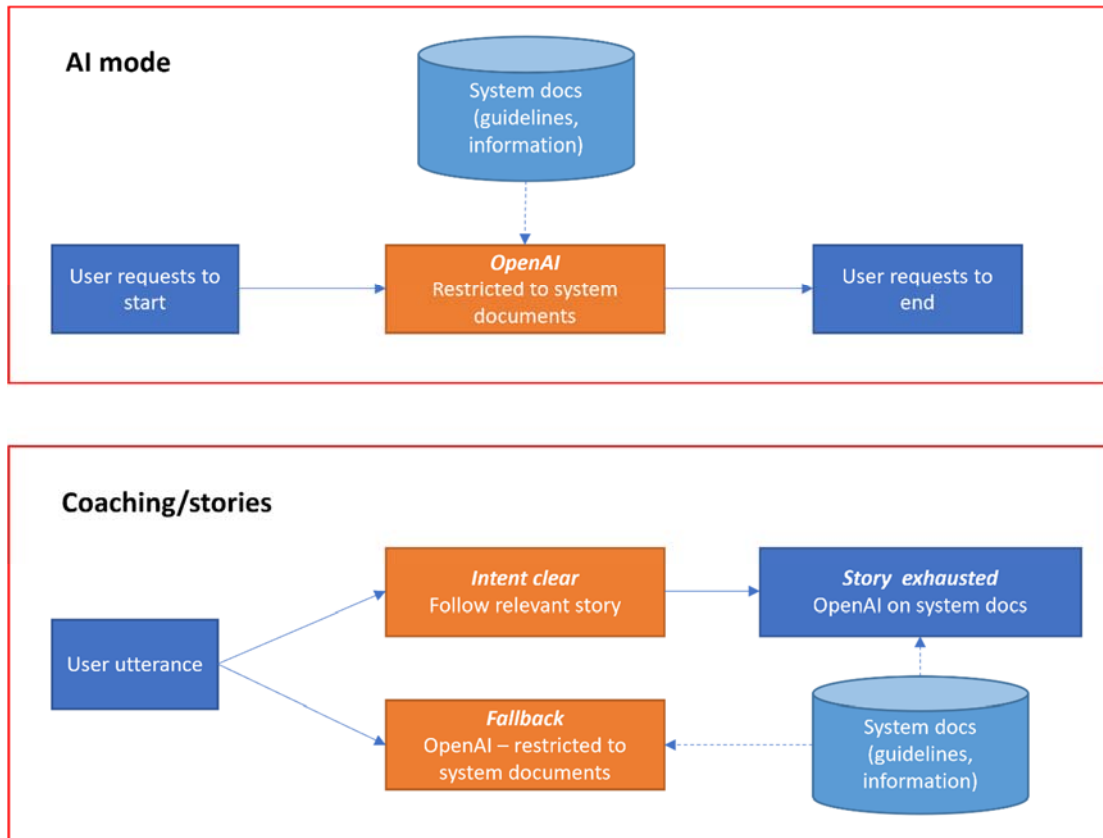 AI mode
System docs
(guidelines,
information)
User requests to
start
OpenAI
Restricted to system
documents
User requests to
end
Coaching/stories
Intent clear
Follow relevant story
Story exhausted
OpenAI on system docs
User utterance
Fallback
OpenAI – restricted to
system documents
System docs
(guidelines,
information)